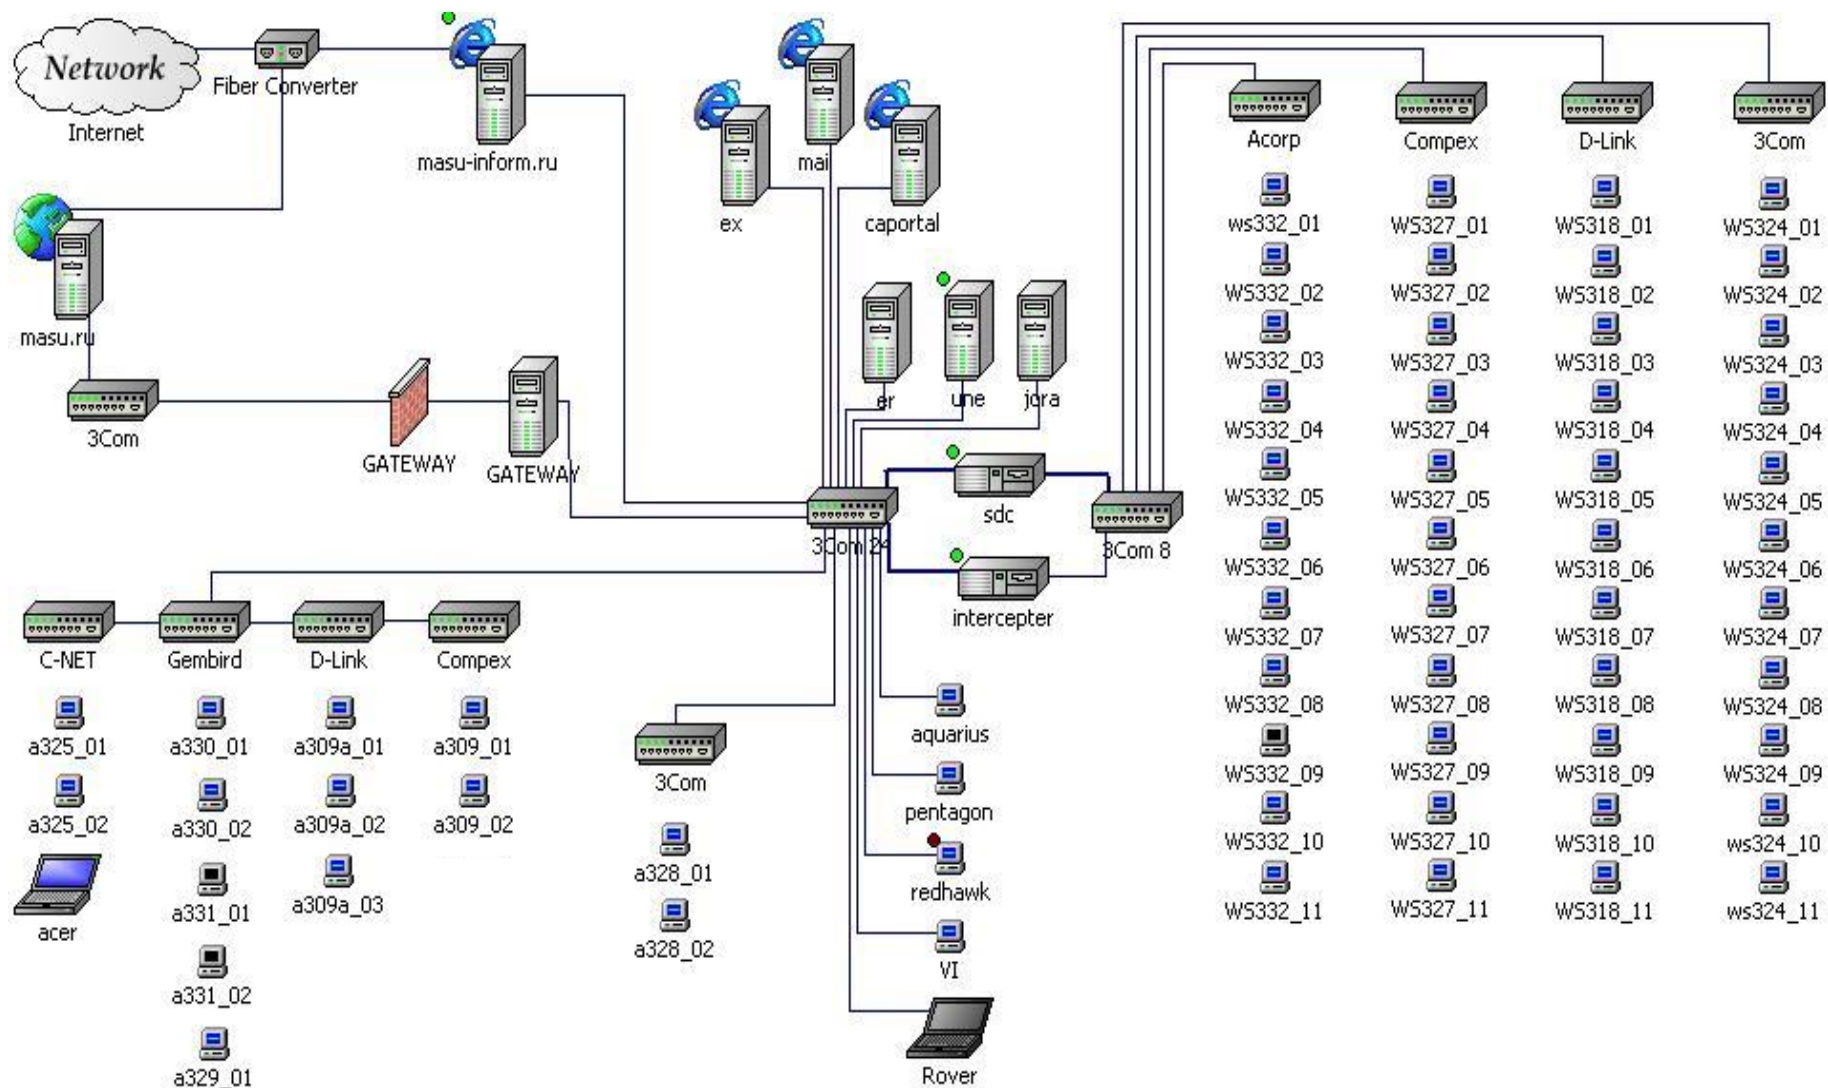 Network
Internet
Fiber Converter
masu-inform.ru
masu.ru
3Com
GATEWAY
GATEWAY
ex
mai
caportal
er
une
jora
3Com 24
sdc
intercepter
3Com 8
C-NET
Gembird
D-Link
Compex
a325_01
a330_01
a309a_01
a309_01
a325_02
a330_02
a309a_02
a309_02
acer
a331_01
a309a_03
a331_02
a329_01
3Com
a328_01
a328_02
aquarius
pentagon
redhawk
VI
Rover
Acorp
Compex
D-Link
3Com
ws332_01
WS327_01
WS318_01
WS324_01
WS332_02
WS327_02
WS318_02
WS324_02
WS332_03
WS327_03
WS318_03
WS324_03
WS332_04
WS327_04
WS318_04
WS324_04
WS332_05
WS327_05
WS318_05
WS324_05
WS332_06
WS327_06
WS318_06
WS324_06
WS332_07
WS327_07
WS318_07
WS324_07
WS332_08
WS327_08
WS318_08
WS324_08
WS332_09
WS327_09
WS318_09
WS324_09
WS332_10
WS327_10
WS318_10
ws324_10
WS332_11
WS327_11
WS318_11
ws324_11